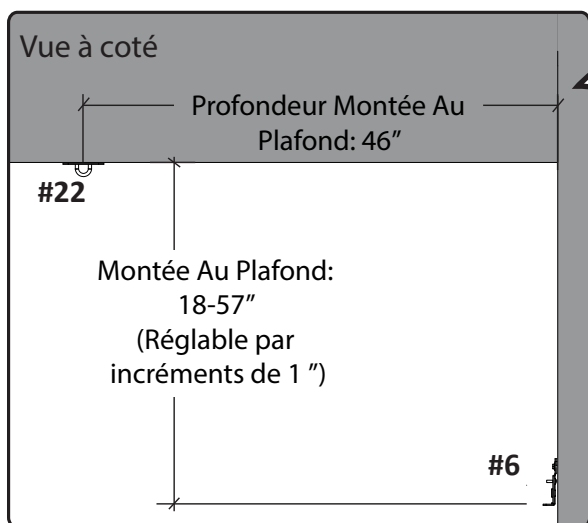 Vue à coté
Profondeur Montée Au
Plafond: 46”
#22
Montée Au Plafond:
18-57”
(Réglable par
incréments de 1 ”)
#6